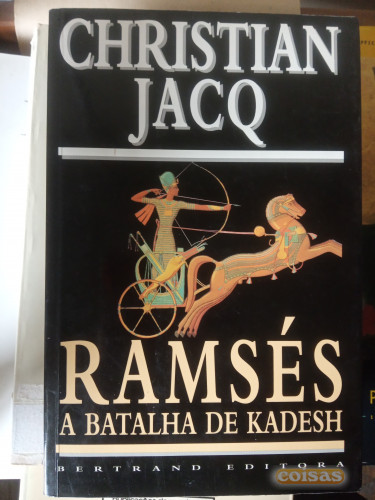 CHRISTIAN
JACQ
RAMSÉS
A BATALHA DE KADESH
BERTRAND EDITORA
coisas